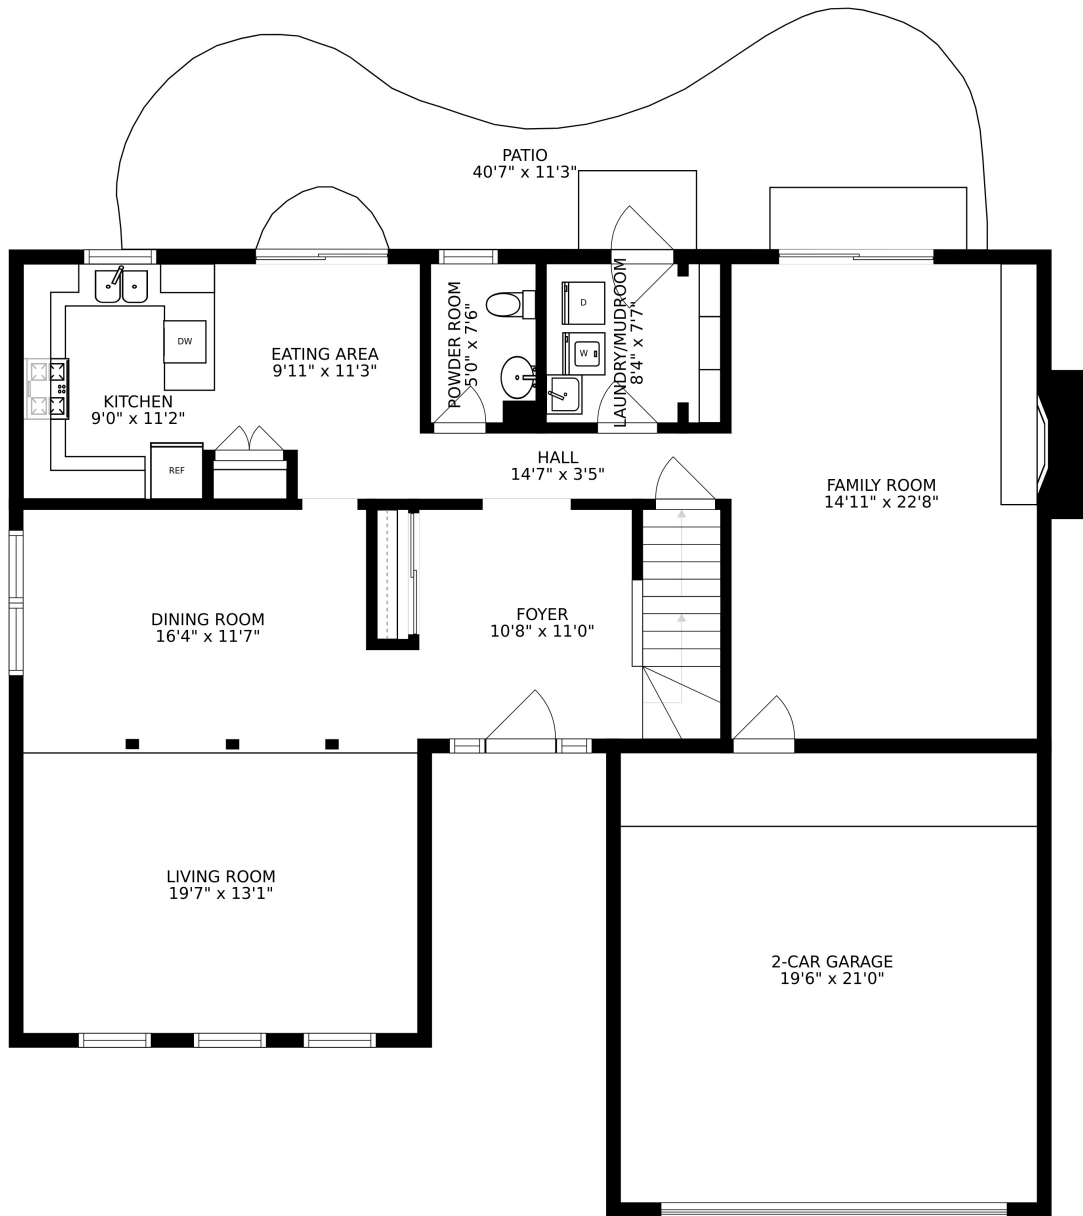 PATIO
40'7" x 11'3"
D
W
DW
REF
LAUNDRY/MUDROOM
8'4" x 7'7"
POWDER ROOM
5'0" x 7'6"
EATING AREA
9'11" x 11'3"
KITCHEN
9'0" x 11'2"
HALL
14'7" x 3'5"
FAMILY ROOM
14'11" x 22'8"
DINING ROOM
16'4" x 11'7"
FOYER
10'8" x 11'0"
LIVING ROOM
19'7" x 13'1"
2-CAR GARAGE
19'6" x 21'0"